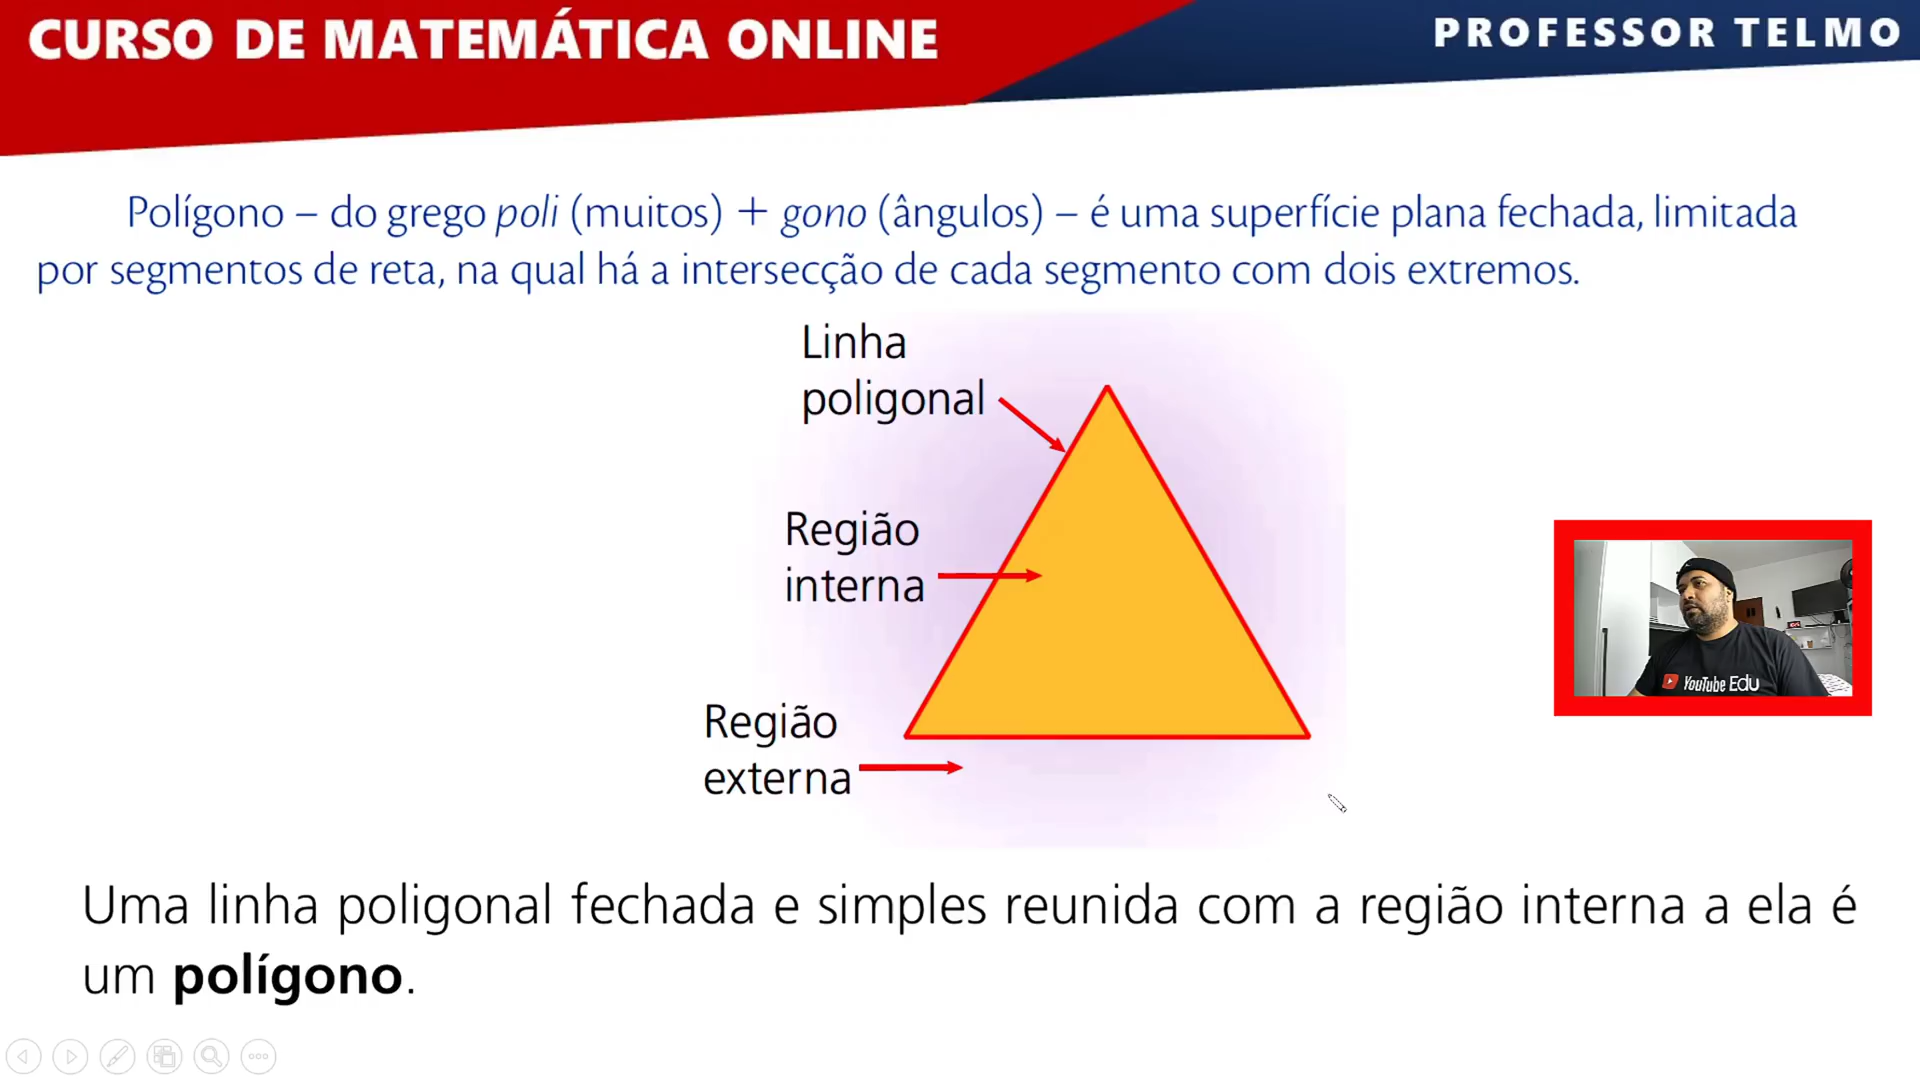 CURSO DE MATEMÁTICA ONLINE
PROFESSOR TELMO
Polígono – do grego poli (muitos) + gono (ângulos) – é uma superfície plana fechada, limitada
por segmentos de reta, na qual há a intersecção de cada segmento com dois extremos.
Linha
poligonal
Região
interna
Região
externa
YouTube Edu
Uma linha poligonal fechada e simples reunida com a região interna a ela é
um polígono.